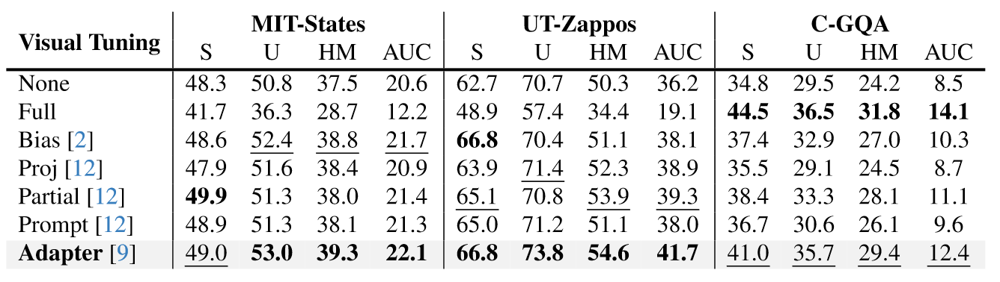 Visual Tuning MIT-States UT-Zappos C-GQA
S U HM AUC S U HM AUC S U HM AUC
None 48.3 50.8 37.5 20.6 62.7 70.7 50.3 36.2 34.8 29.5 24.2 8.5
Full 41.7 36.3 28.7 12.2 48.9 57.4 34.4 19.1 44.5 36.5 31.8 14.1
Bias [2] 48.6 52.4 38.8 21.7 66.8 70.4 51.1 38.1 37.4 32.9 27.0 10.3
Proj [12] 47.9 51.6 38.4 20.9 63.9 71.4 52.3 38.9 35.5 29.1 24.5 8.7
Partial [12] 49.9 51.3 38.0 21.4 65.1 70.8 53.9 39.3 38.4 33.3 28.1 11.1
Prompt [12] 48.9 51.3 38.1 21.3 65.0 71.2 51.1 38.0 36.7 30.6 26.1 9.6
Adapter [9] 49.0 53.0 39.3 22.1 66.8 73.8 54.6 41.7 41.0 35.7 29.4 12.4